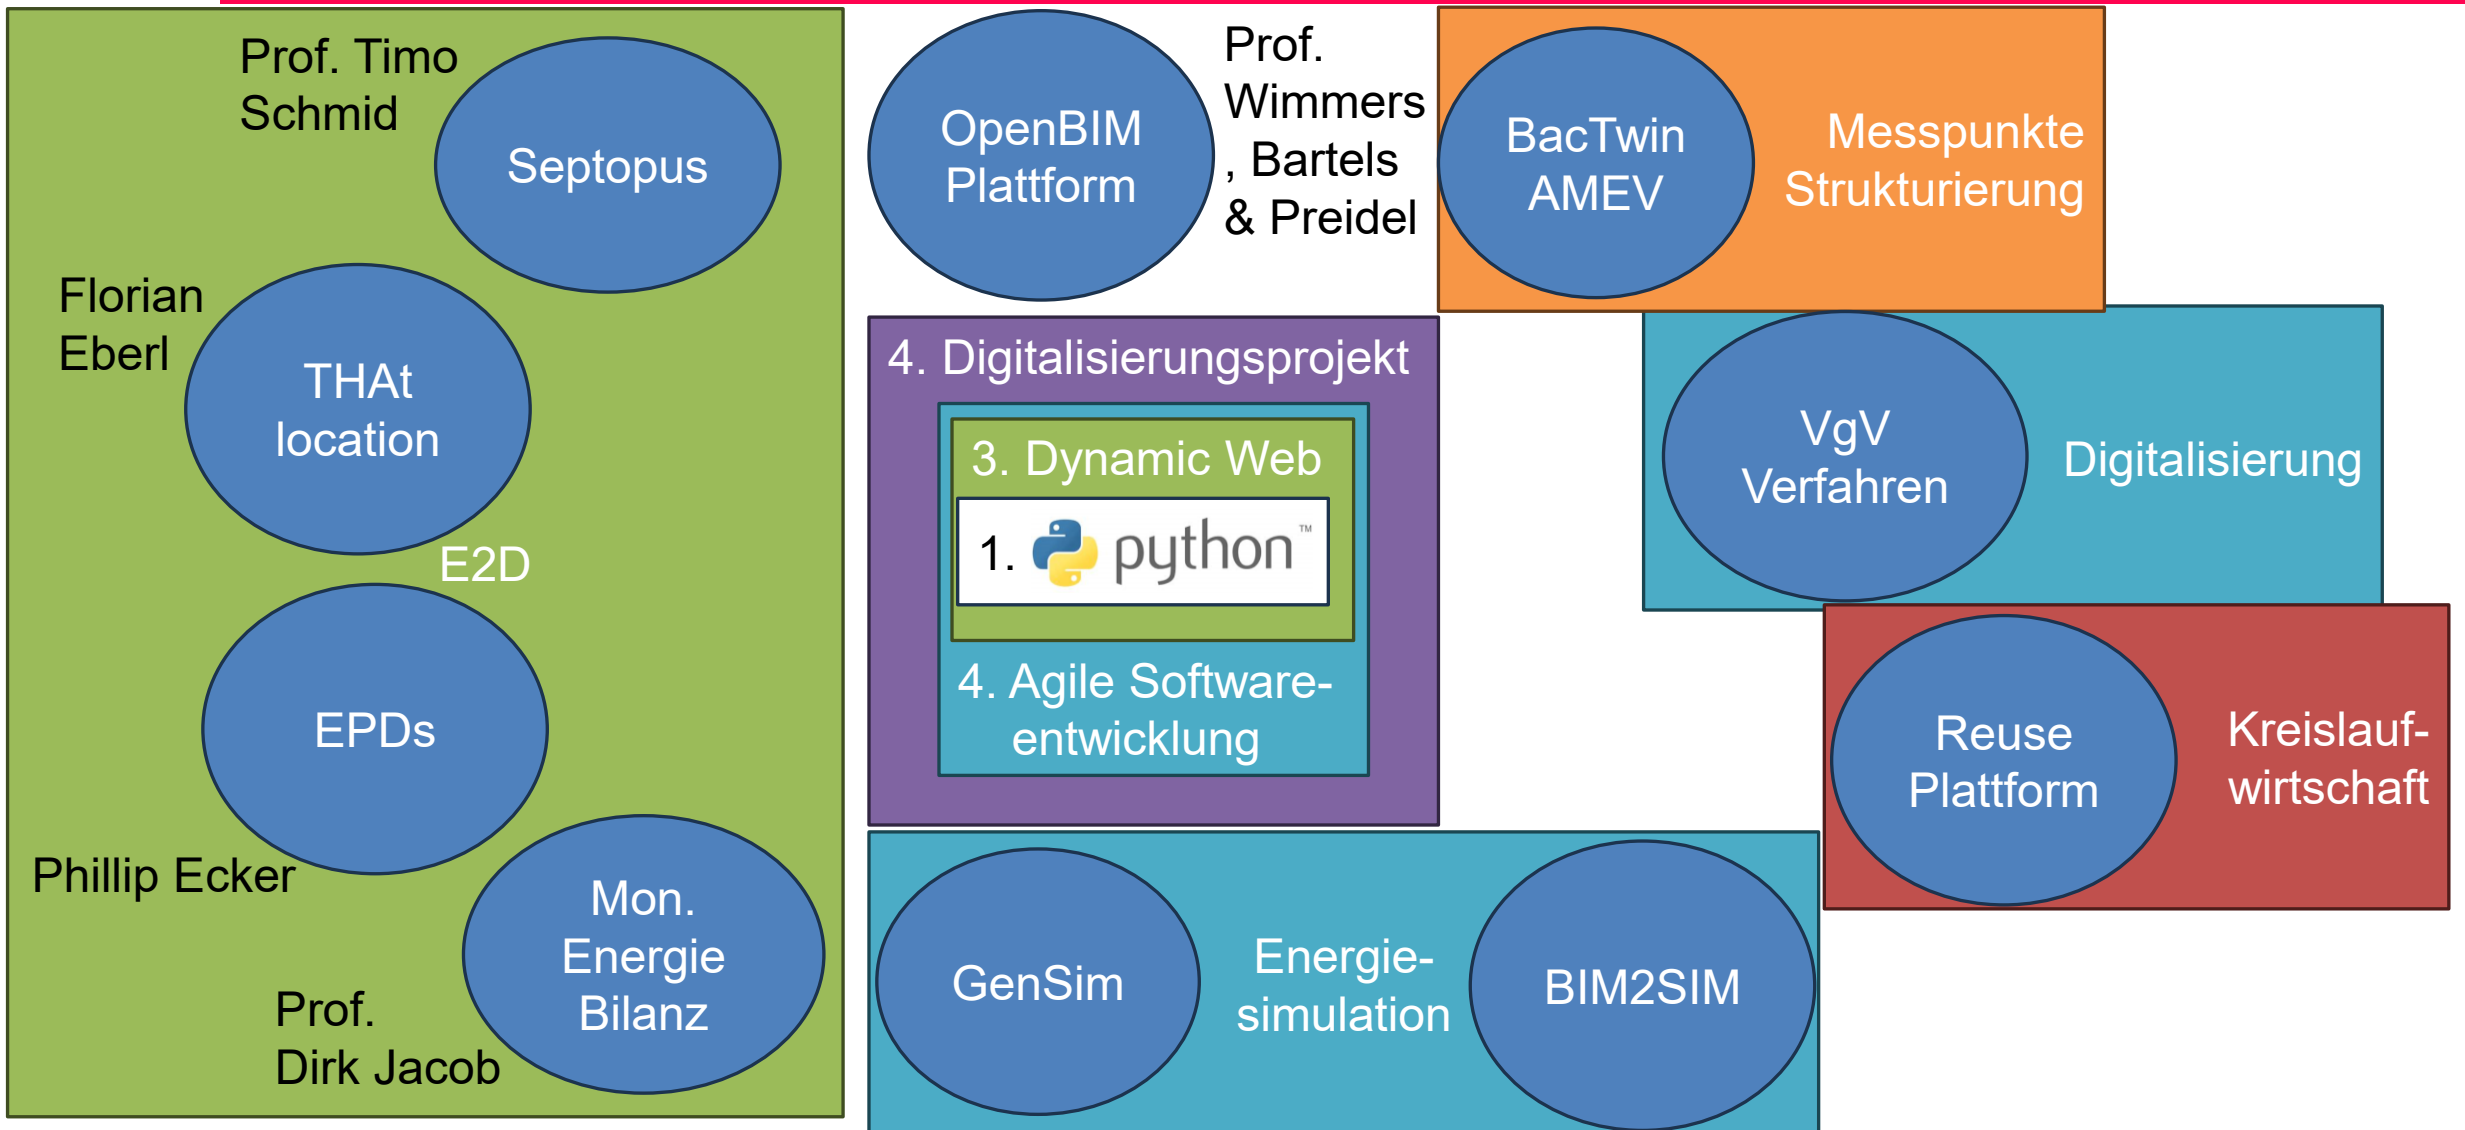 Prof. Timo
Schmid
Septopus
Florian
Eberl
THAt
location
E2D
EPDs
Phillip Ecker
Mon.
Energie
Bilanz
Prof.
Dirk Jacob
OpenBIM
Plattform
Prof.
Wimmers
, Bartels
& Preidel
BacTwin
AMEV
Messpunkte
Strukturierung
4. Digitalisierungsprojekt
3. Dynamic Web
1. python™
4. Agile Software-
entwicklung
VgV
Verfahren
Digitalisierung
Reuse
Plattform
Kreislauf-
wirtschaft
GenSim
Energie-
simulation
BIM2SIM